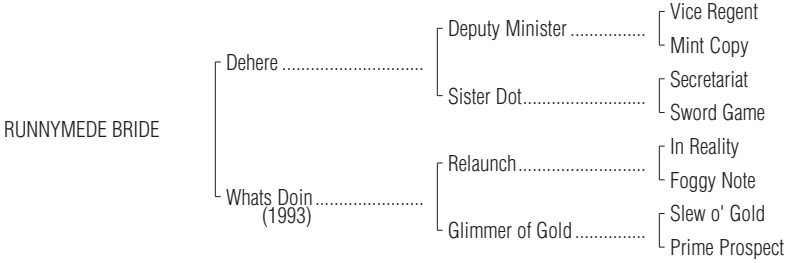 Vice Regent
Deputy Minister ................
Mint Copy
Dehere .............................
Secretariat
Sister Dot.........................
Sword Game
RUNNYMEDE BRIDE
In Reality
Relaunch..........................
Foggy Note
Whats Doin ......................
(1993)
Slew o' Gold
Glimmer of Gold ...............
Prime Prospect